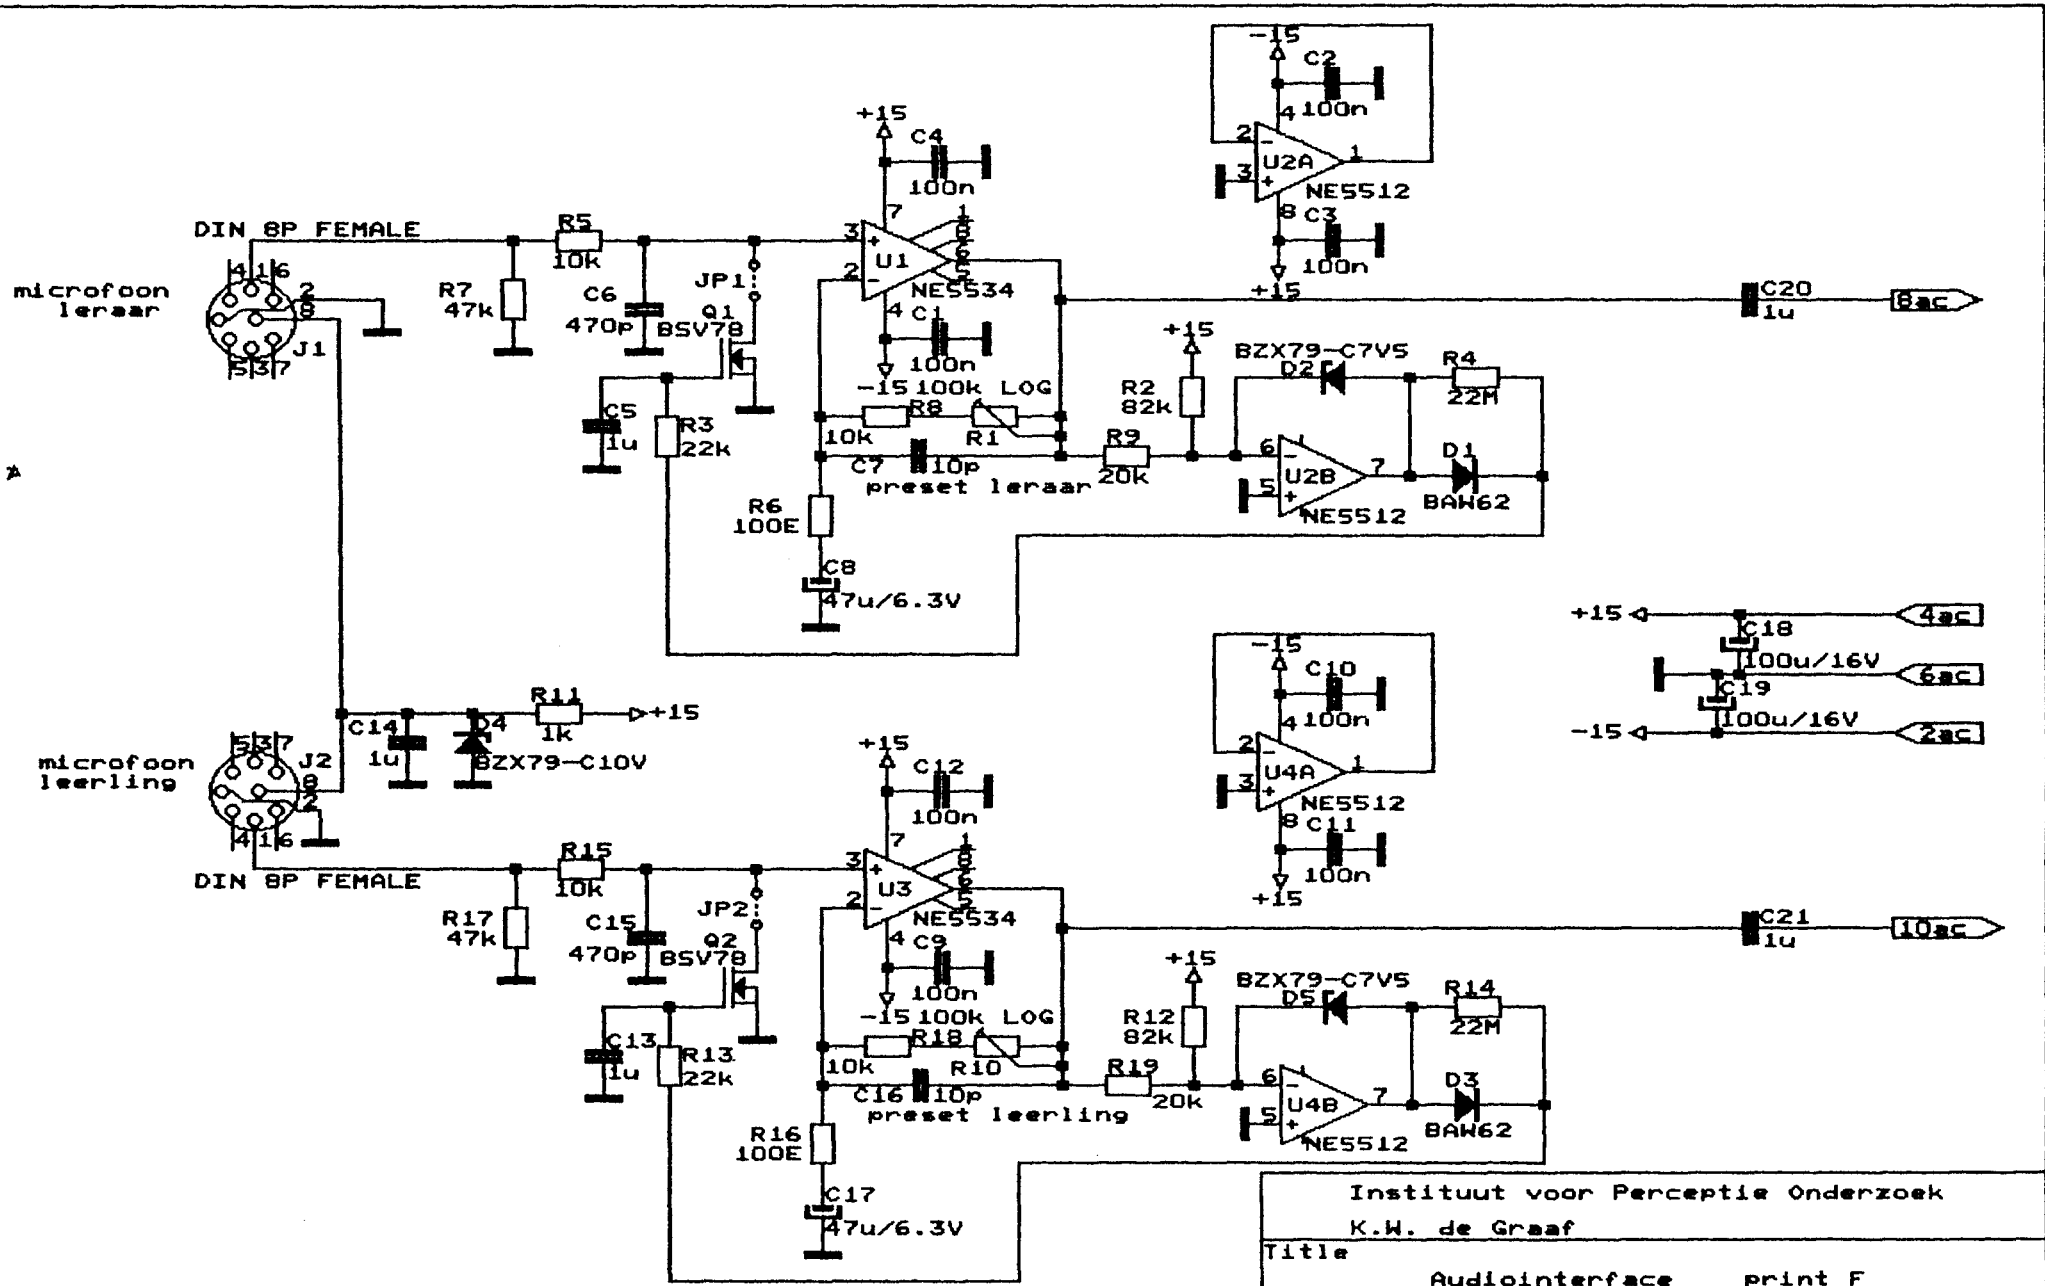 -15
C2
100n
4
2
-
1
U2A
3
+
NE5512
8
C3
100n
+15
+15
C4
100n
7
DIN 8P FEMALE
R5
10k
3
+
2
-
U1
NE5534
1
4
C1
100n
-15
JP1
Q1
BSV78
C6
470p
R7
47k
microfoon
leraar
4
1
6
2
8
J1
5
3
7
C20
1u
8ac
+15
BZX79-C7V5
D2
R4
22M
R2
82k
100k LOG
R8
10k
R1
R9
20k
C7
10p
preset leraar
C5
1u
R3
22k
6
-
5
+
U2B
7
NE5512
D1
BAW62
R6
100E
C8
47u/6.3V
+15
4ac
C18
100u/16V
6ac
C19
100u/16V
-15
2ac
-15
C10
100n
4
2
-
1
U4A
3
+
NE5512
8
C11
100n
+15
R11
1k
+15
C14
1u
D4
BZX79-C10V
microfoon
leerling
5
3
7
J2
8
2
4
1
6
DIN 8P FEMALE
+15
C12
100n
7
R15
10k
3
+
2
-
U3
NE5534
1
4
C9
100n
-15
JP2
Q2
BSV78
C15
470p
R17
47k
C21
1u
10ac
+15
BZX79-C7V5
D5
R14
22M
R12
82k
100k LOG
R18
10k
R10
R19
20k
C16
10p
preset leerling
C13
1u
R13
22k
6
-
5
+
U4B
7
NE5512
D3
BAW62
R16
100E
C17
47u/6.3V
Instituut voor Perceptie Onderzoek
K.W. de Graaf
Title
Audiointerface print F